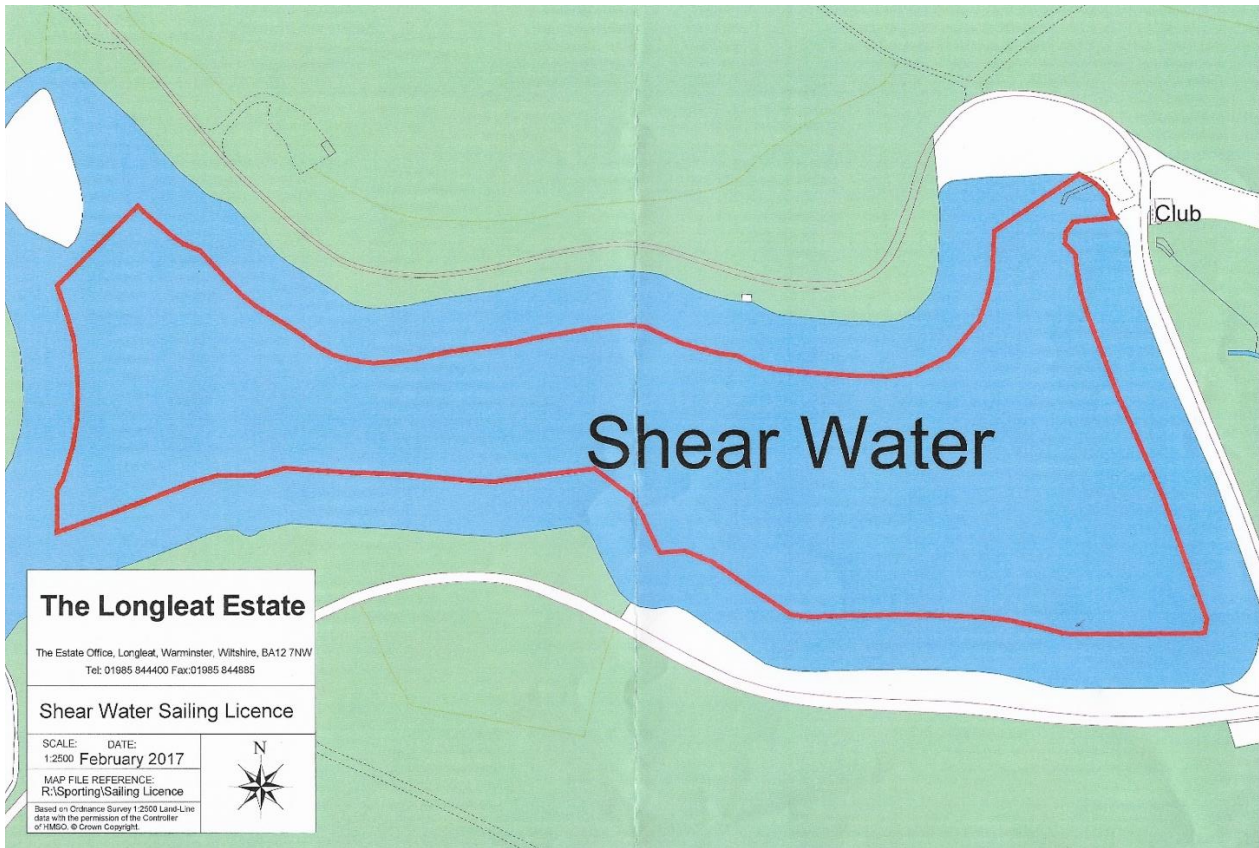 Club
Shear Water
The Longleat Estate
The Estate Office, Longleat, Warminster, Wiltshire, BA12 7NW
Tel: 01985 844400 Fax:01985 844885
Shear Water Sailing Licence
SCALE: DATE:
1:2500 February 2017
N
MAP FILE REFERENCE:
R:\Sporting\Sailing Licence
Based on Ordnance Survey 1:2500 Land-Line
data with the permission of the Controller
of HMSO. © Crown Copyright.